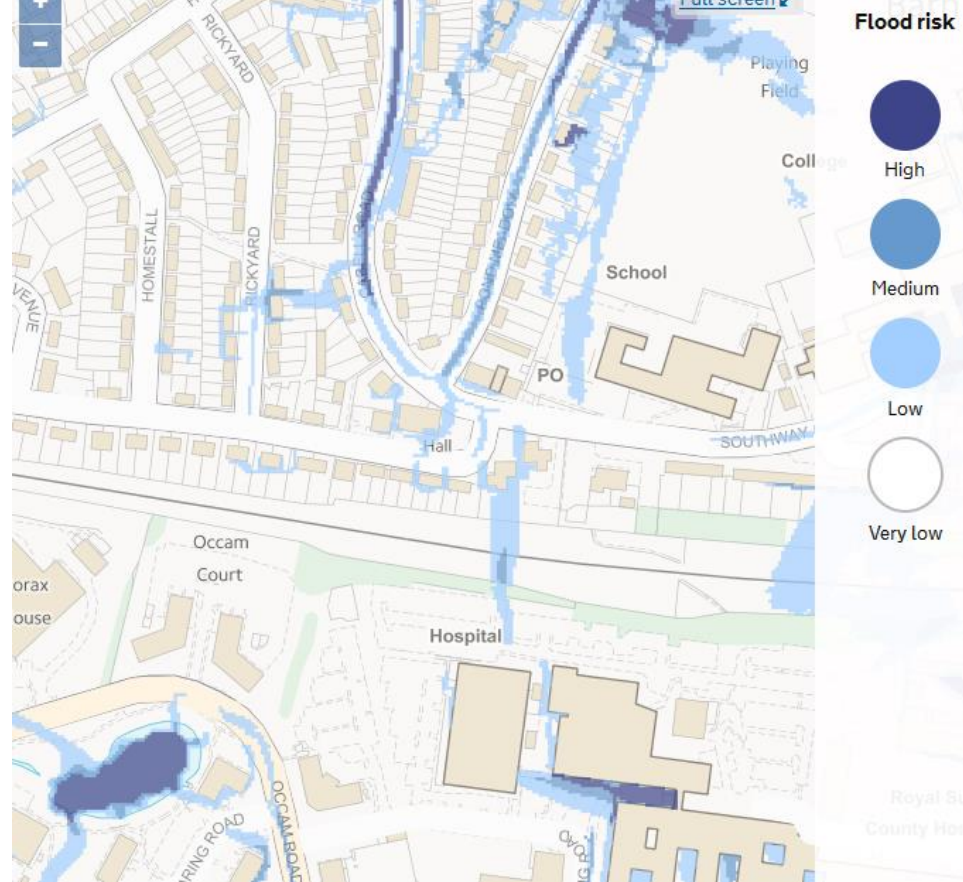 +
−
Full screen
Flood risk
High
Medium
Low
Very low
RICKYARD
Playing
Field
College
HOMESTALL
RICKYARD
School
PO
SOUTHWAY
Hall
Occam
Court
orax
ouse
Hospital
OCCAM ROAD
RING ROAD
Royal Su
County Hos